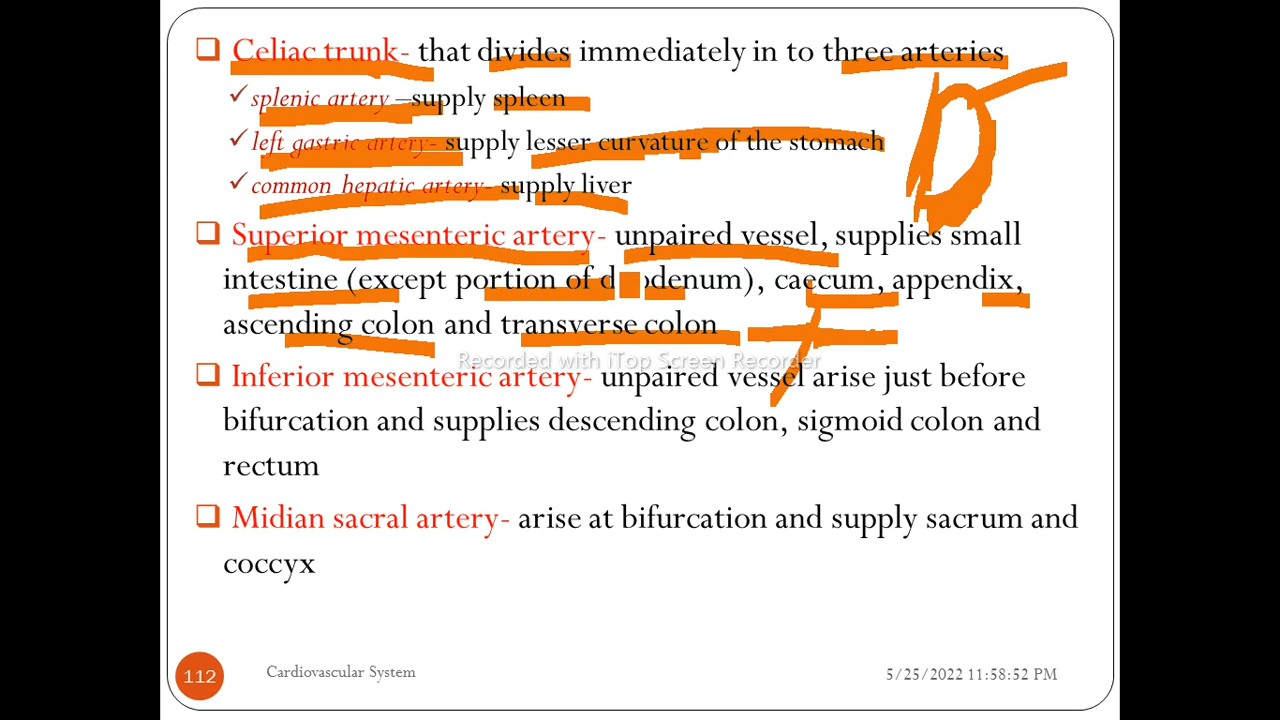 Celiac trunk- that divides immediately in to three arteries
splenic artery –supply spleen
left gastric artery- supply lesser curvature of the stomach
common hepatic artery- supply liver
Superior mesenteric artery- unpaired vessel, supplies small
intestine (except portion of duodenum), caecum, appendix,
ascending colon and transverse colon
Recorded with iTop Screen Recorder
Inferior mesenteric artery- unpaired vessel arise just before
bifurcation and supplies descending colon, sigmoid colon and
rectum
Midian sacral artery- arise at bifurcation and supply sacrum and
coccyx
112
Cardiovascular System
5/25/2022 11:58:52 PM